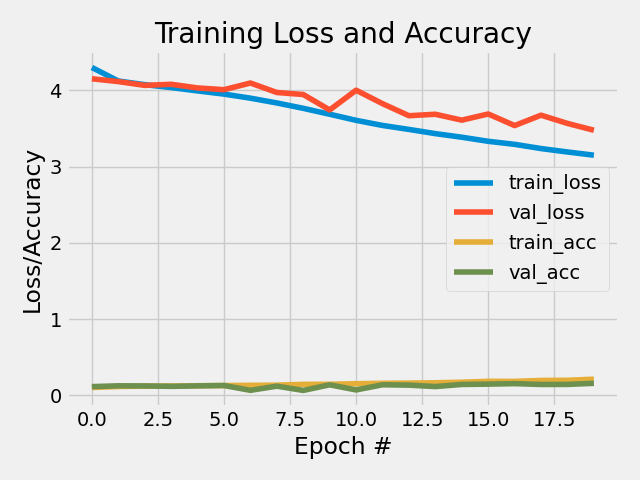 Training Loss and Accuracy
Loss/Accuracy
4
3
2
1
0
train_loss
val_loss
train_acc
val_acc
0.0 2.5 5.0 7.5 10.0 12.5 15.0 17.5
Epoch #